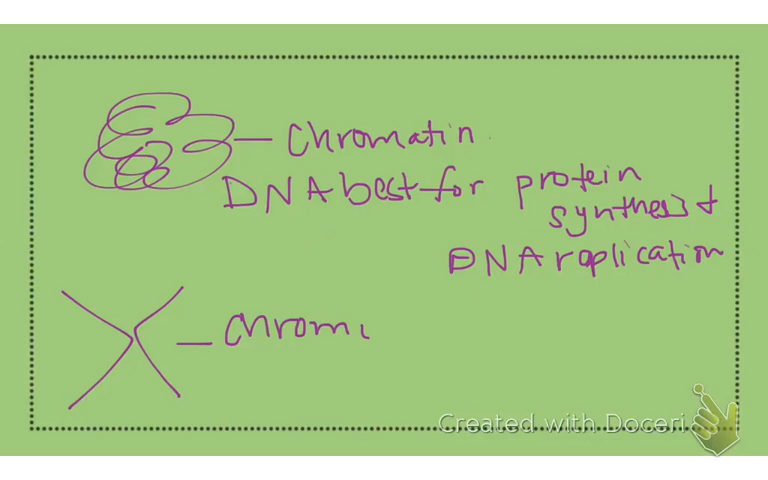 Chromatin
DNA best for protein
synthesis +
DNA replication
Chrom
Created with Doceri